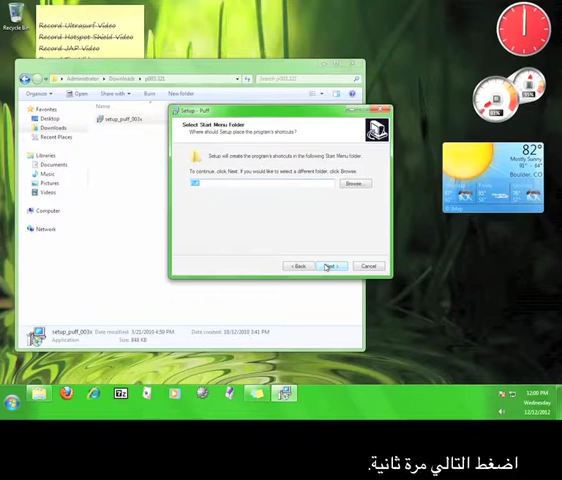 Recycle Bin
Record Ultrasurf Video
Record Hotspot Shield Video
Record JAP Video
Administrator ▸ Downloads ▸ p003.321
Search p003.321
Organize
Open
Share with
Burn
New folder
Favorites
Desktop
Downloads
Recent Places
Libraries
Documents
Music
Pictures
Videos
Computer
Network
Name
setup_puff_003x
Setup - Puff
Select Start Menu Folder
Where should Setup place the program's shortcuts?
Setup will create the program's shortcuts in the following Start Menu folder.
To continue, click Next. If you would like to select a different folder, click Browse.
Browse...
< Back
Next >
Cancel
82°
Mostly Sunny
Boulder, CO
setup_puff_003x
Date modified: 5/21/2010 4:59 PM
Date created: 10/12/2010 3:41 PM
Application
Size: 848 KB
12:00 PM
Wednesday
12/12/2012
اضغط التالي مرة ثانية.